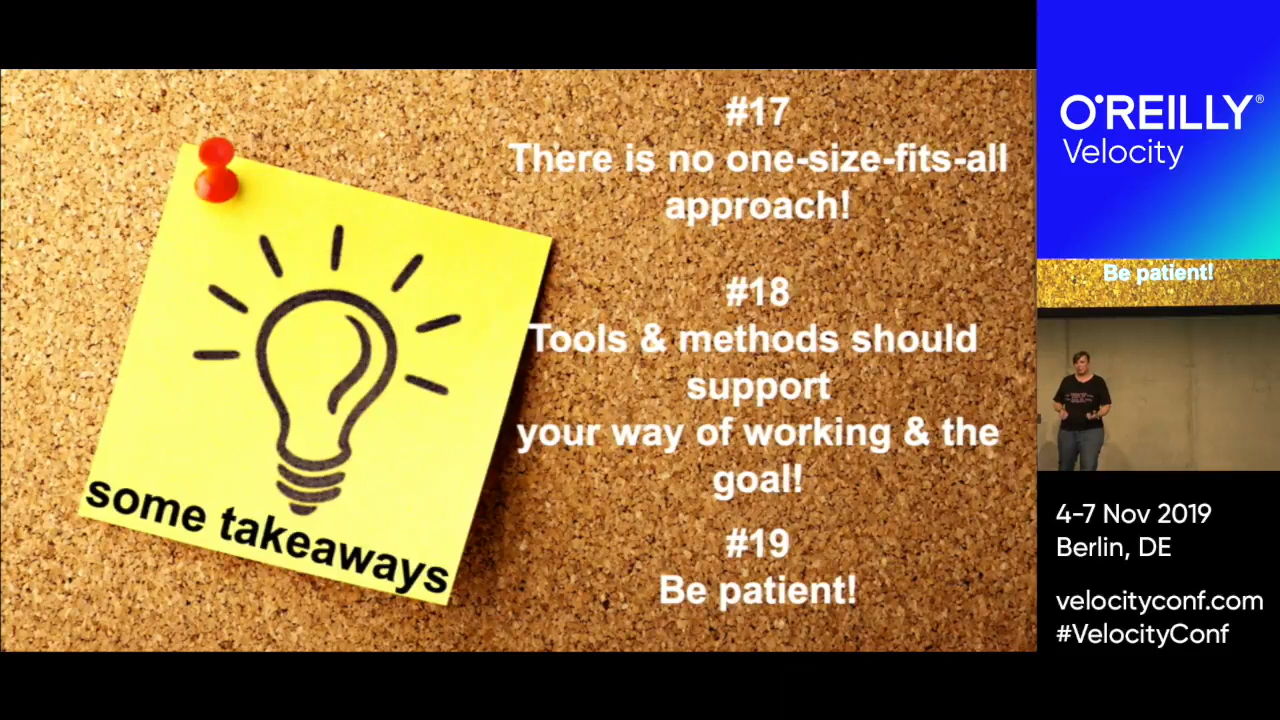 #17
There is no one-size-fits-all
approach!
#18
Tools & methods should
support
your way of working & the
goal!
#19
Be patient!
some takeaways
O'REILLY®
Velocity
Be patient!
4-7 Nov 2019
Berlin, DE
velocityconf.com
#VelocityConf